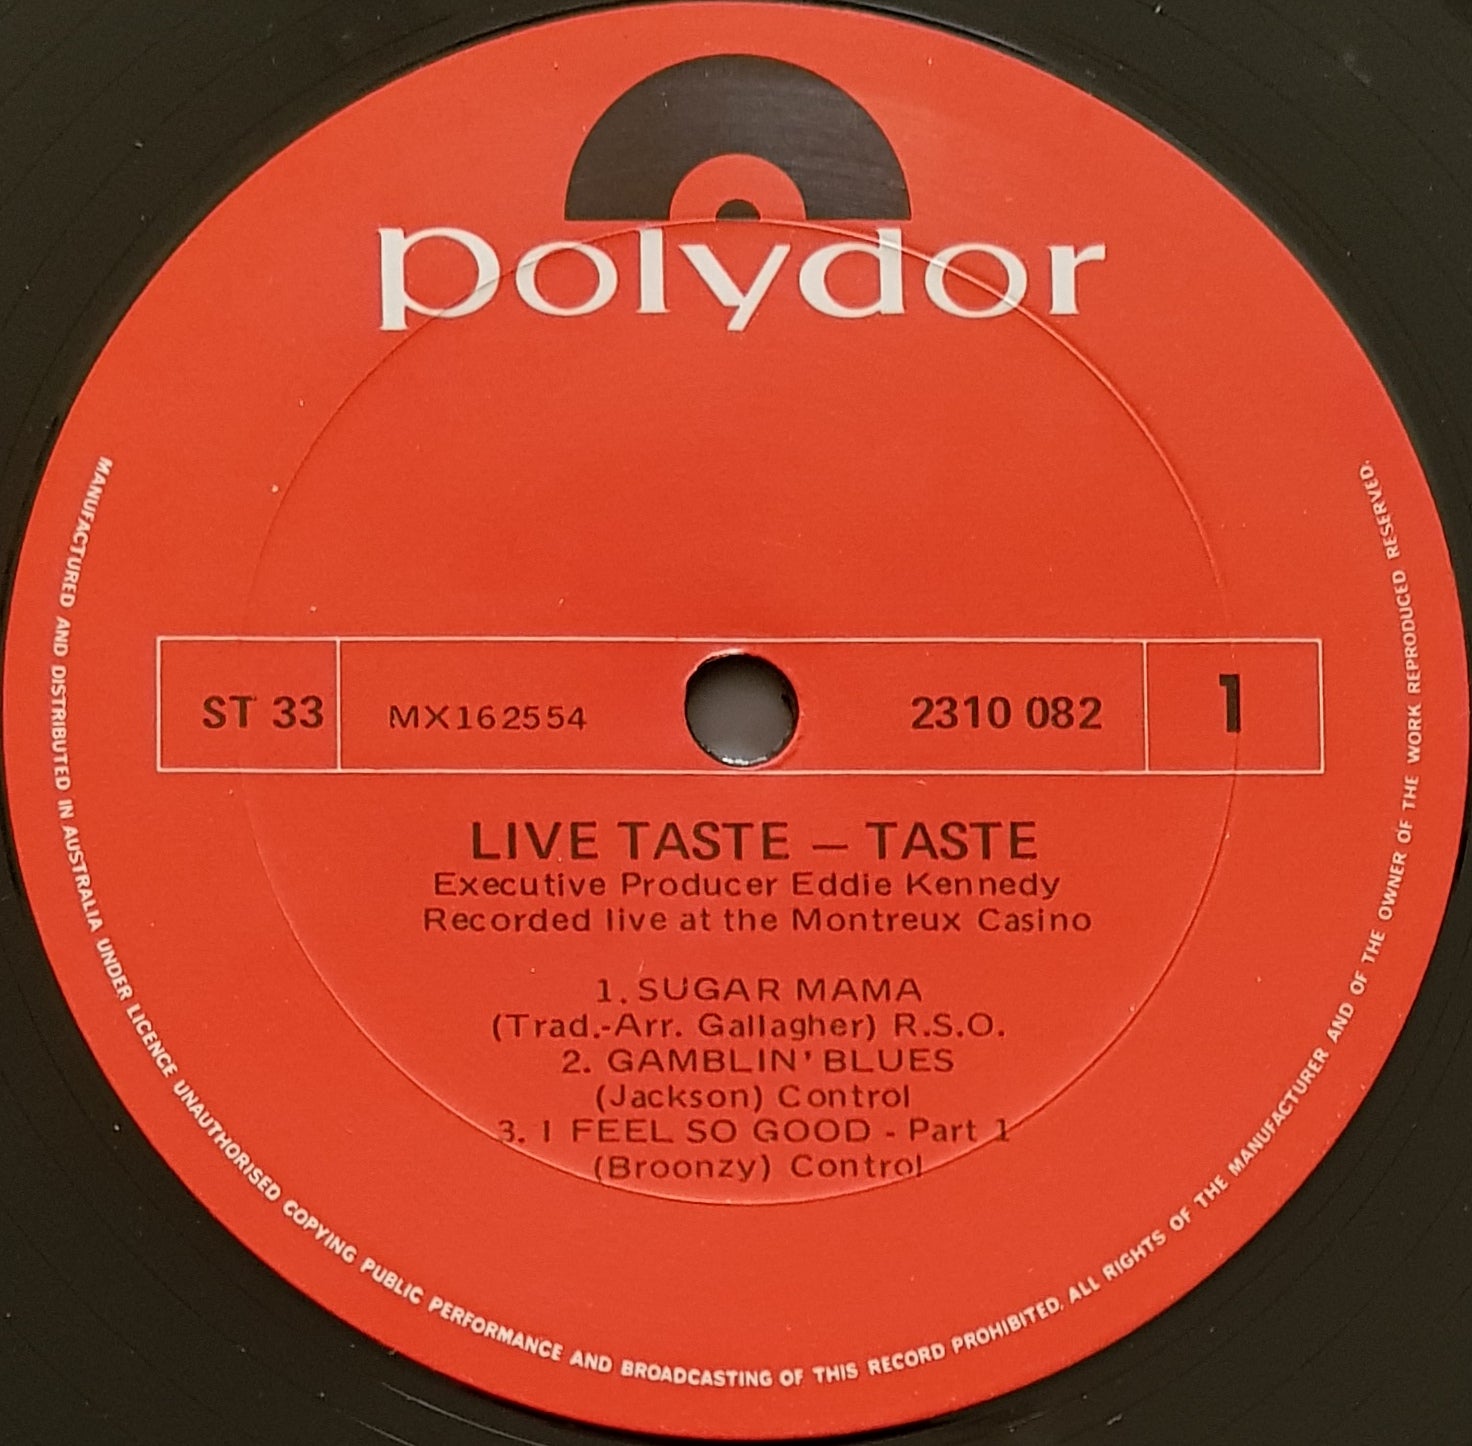 polydor
ST 33 MX162554 2310 082 1
LIVE TASTE – TASTE
Executive Producer Eddie Kennedy
Recorded live at the Montreux Casino
1. SUGAR MAMA
(Trad.-Arr. Gallagher) R.S.O.
2. GAMBLIN' BLUES
(Jackson) Control
3. I FEEL SO GOOD - Part 1
(Broonzy) Control
MANUFACTURED AND DISTRIBUTED IN AUSTRALIA UNDER LICENCE UNAUTHORISED COPYING PUBLIC PERFORMANCE AND BROADCASTING OF THIS RECORD PROHIBITED. ALL RIGHTS OF THE MANUFACTURER AND OF THE OWNER OF THE WORK REPRODUCED RESERVED.